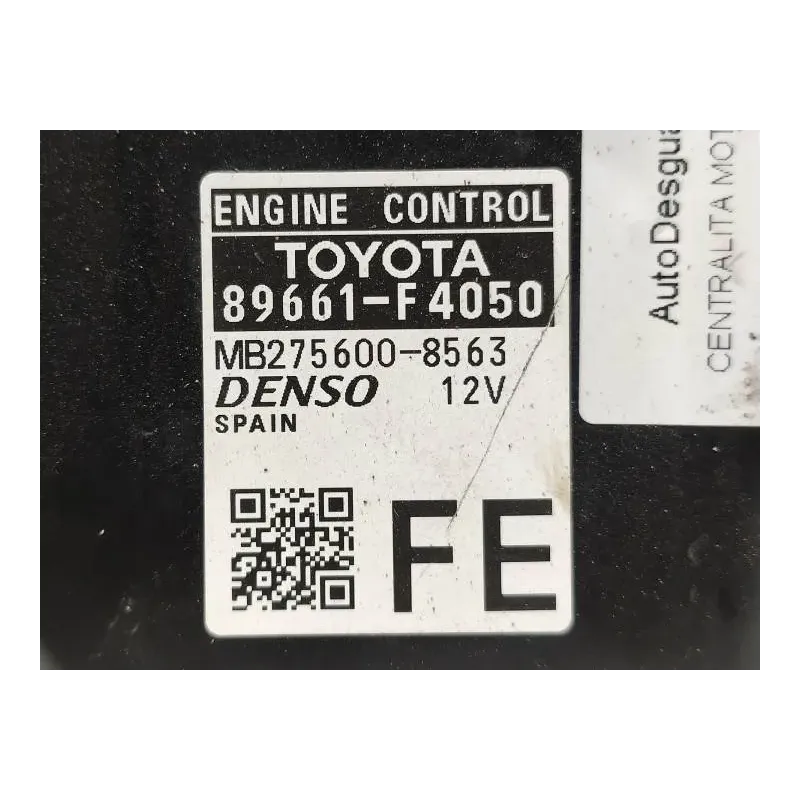 ENGINE CONTROL
TOYOTA
89661-F4050
MB275600-8563
DENSO 12V
SPAIN
FE
AutoDesgua
CENTRALITA MOT